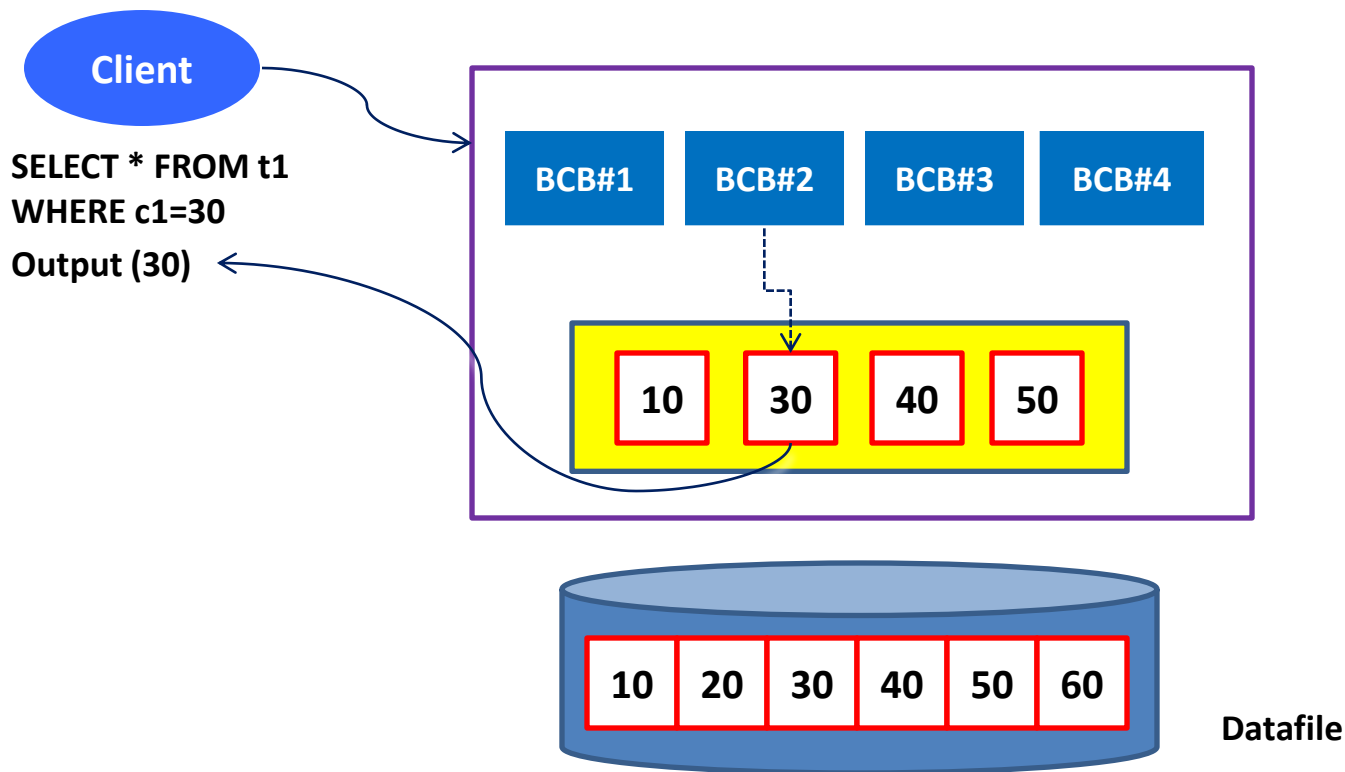 Client
SELECT * FROM t1
WHERE c1=30
Output (30)
BCB#1 BCB#2 BCB#3 BCB#4
10 30 40 50
10 20 30 40 50 60
Datafile